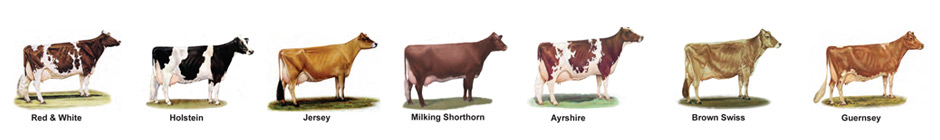 Red & White
Holstein
Jersey
Milking Shorthorn
Ayrshire
Brown Swiss
Guernsey